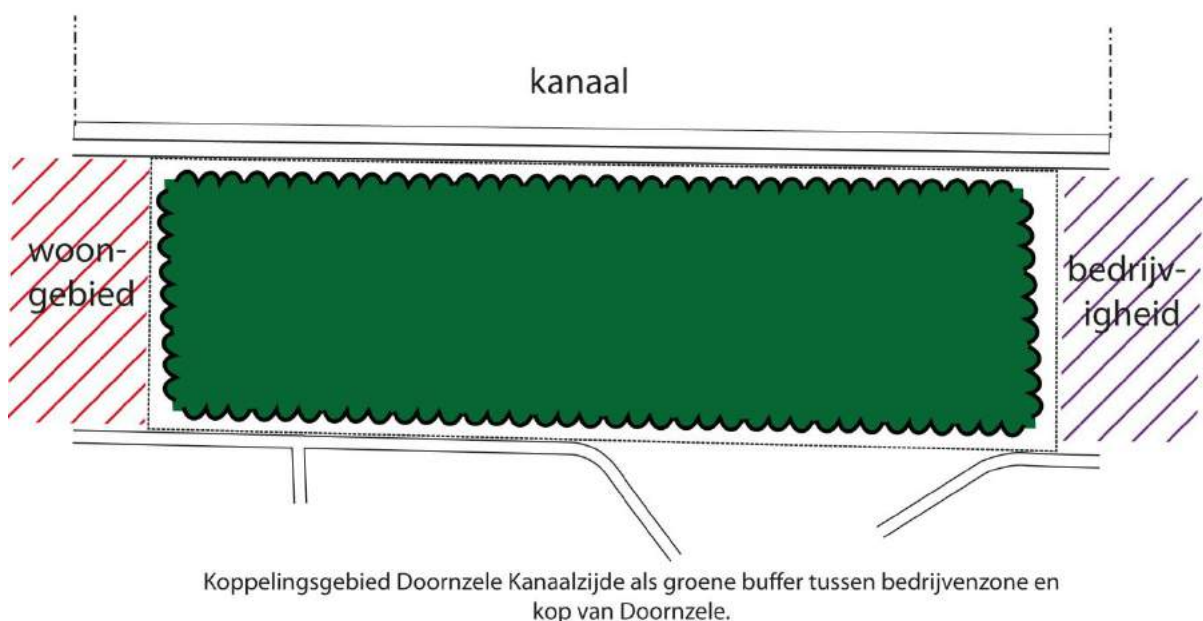 kanaal
woon-
gebied
bedrijv-
igheid
Koppelingsgebied Doornzele Kanaalzijde als groene buffer tussen bedrijvenzone en
kop van Doornzele.